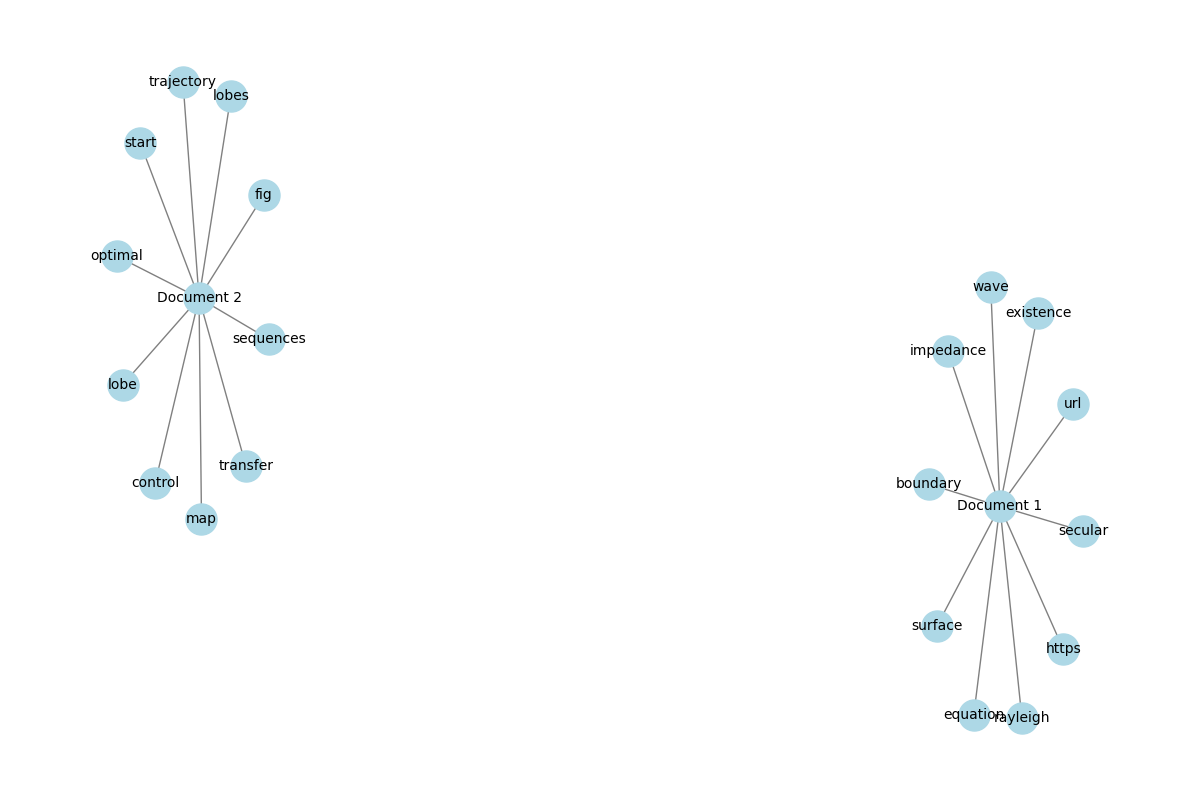 trajectory
lobes
start
fig
optimal
Document 2
sequences
lobe
transfer
control
map
wave
existence
impedance
url
boundary
Document 1
secular
surface
https
equation
rayleigh